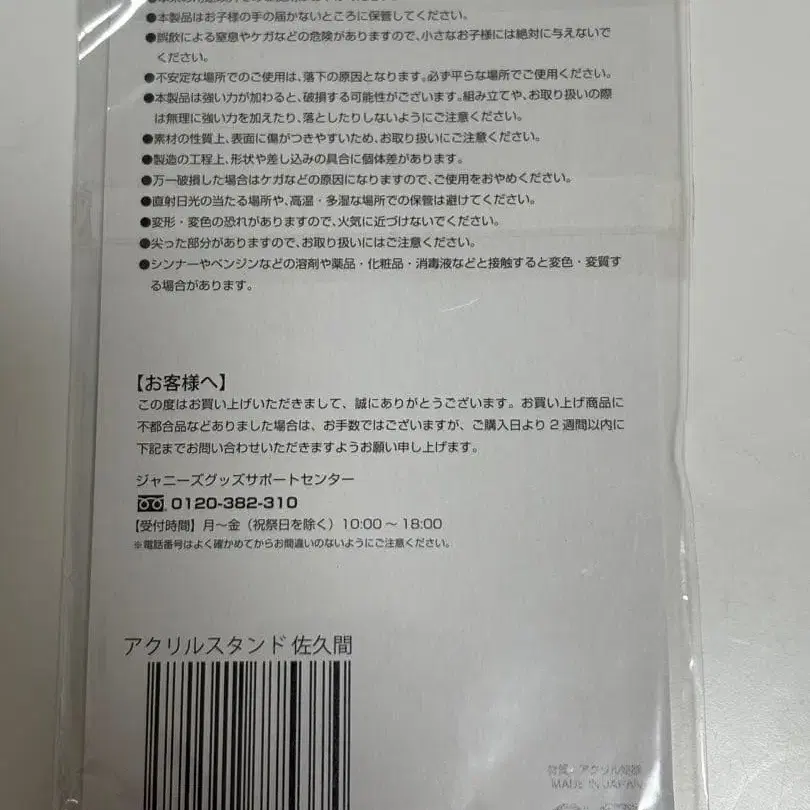 ●本製品はお子様の手の届かないところに保管してください。
●誤飲による窒息やケガなどの危険がありますので、小さなお子様には絶対に与えないで
ください。
●不安定な場所でのご使用は、落下の原因となります。必ず平らな場所でご使用ください。
●本製品は強い力が加わると、破損する可能性がございます。組み立てや、お取り扱いの際
は無理に強い力を加えたり、落としたりしないようにご注意ください。
●素材の性質上、表面に傷がつきやすいため、お取り扱いにご注意ください。
●製造の工程上、形状や差し込みの具合に個体差があります。
●万一破損した場合はケガなどの原因になりますので、ご使用をおやめください。
●直射日光の当たる場所や、高温・多湿な場所での保管は避けてください。
●変形・変色の恐れがありますので、火気に近づけないでください。
●尖った部分がありますので、お取り扱いにはご注意ください。
●シンナーやベンジンなどの溶剤や薬品・化粧品・消毒液などと接触すると変色・変質す
る場合があります。
【お客様へ】
この度はお買い上げいただきまして、誠にありがとうございます。お買い上げ商品に
不都合品などありました場合は、お手数ではございますが、ご購入日より2週間以内に
下記までお問い合わせいただきますようお願い申し上げます。
ジャニーズグッズサポートセンター
0120-382-310
【受付時間】月〜金（祝祭日を除く）10:00〜18:00
※電話番号はよく確かめてからお間違いのないようにご注意ください。
アクリルスタンド 佐久間
材質：アクリル樹脂
MADE IN JAPAN